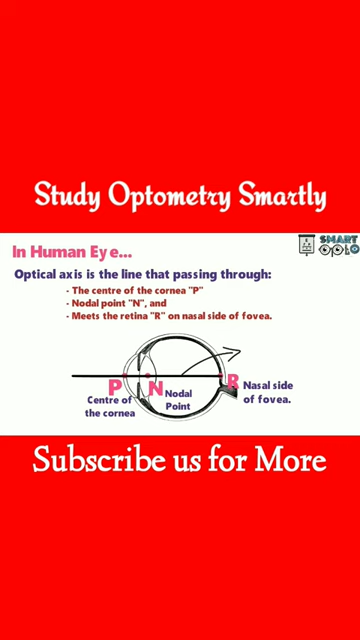 Study Optometry Smartly
SMART
OPTO
In Human Eye...
Optical axis is the line that passing through:
- The centre of the cornea "P"
- Nodal point "N", and
- Meets the retina "R" on nasal side of fovea.
P
N
R
Centre of
the cornea
Nodal
Point
Nasal side
of fovea.
Subscribe us for More